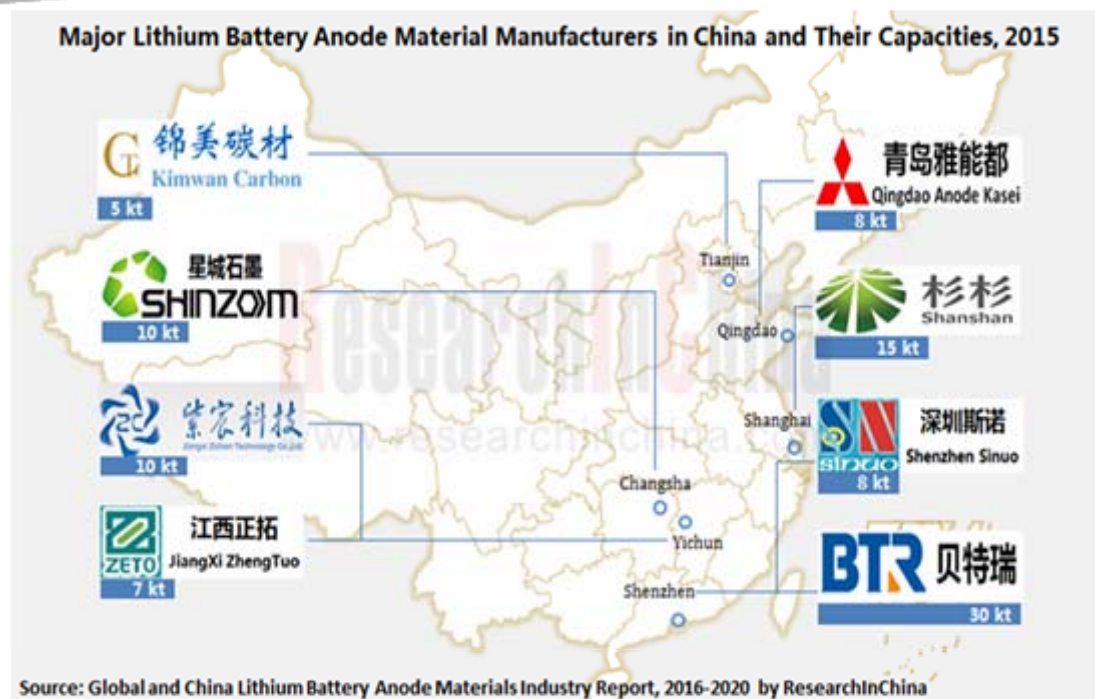 Major Lithium Battery Anode Material Manufacturers in China and Their Capacities, 2015
锦美碳材
Kimwan Carbon
5 kt
青岛雅能都
Qingdao Anode Kasei
8 kt
星城石墨
SHINZOOM
10 kt
杉杉
Shanshan
15 kt
紫宸科技
Jiangxi Zichen Technology Co.,Ltd
10 kt
深圳斯诺
Shenzhen Sinuo
sinuo
8 kt
江西正拓
JiangXi ZhengTuo
ZETO
7 kt
BTR 贝特瑞
30 kt
Tianjin
Qingdao
Shanghai
Changsha
Yichun
Shenzhen
ResearchInChina
www.researchinchina.com
Source: Global and China Lithium Battery Anode Materials Industry Report, 2016-2020 by ResearchInChina